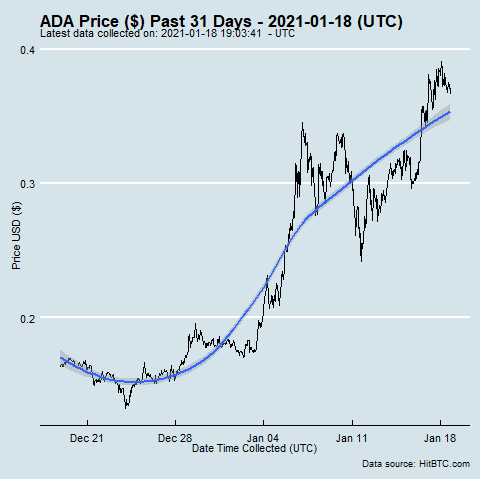 ADA Price ($) Past 31 Days - 2021-01-18 (UTC)
Latest data collected on: 2021-01-18 19:03:41 - UTC
0.4
0.3
0.2
Price USD ($)
Dec 21 Dec 28 Jan 04 Jan 11 Jan 18
Date Time Collected (UTC)
Data source: HitBTC.com